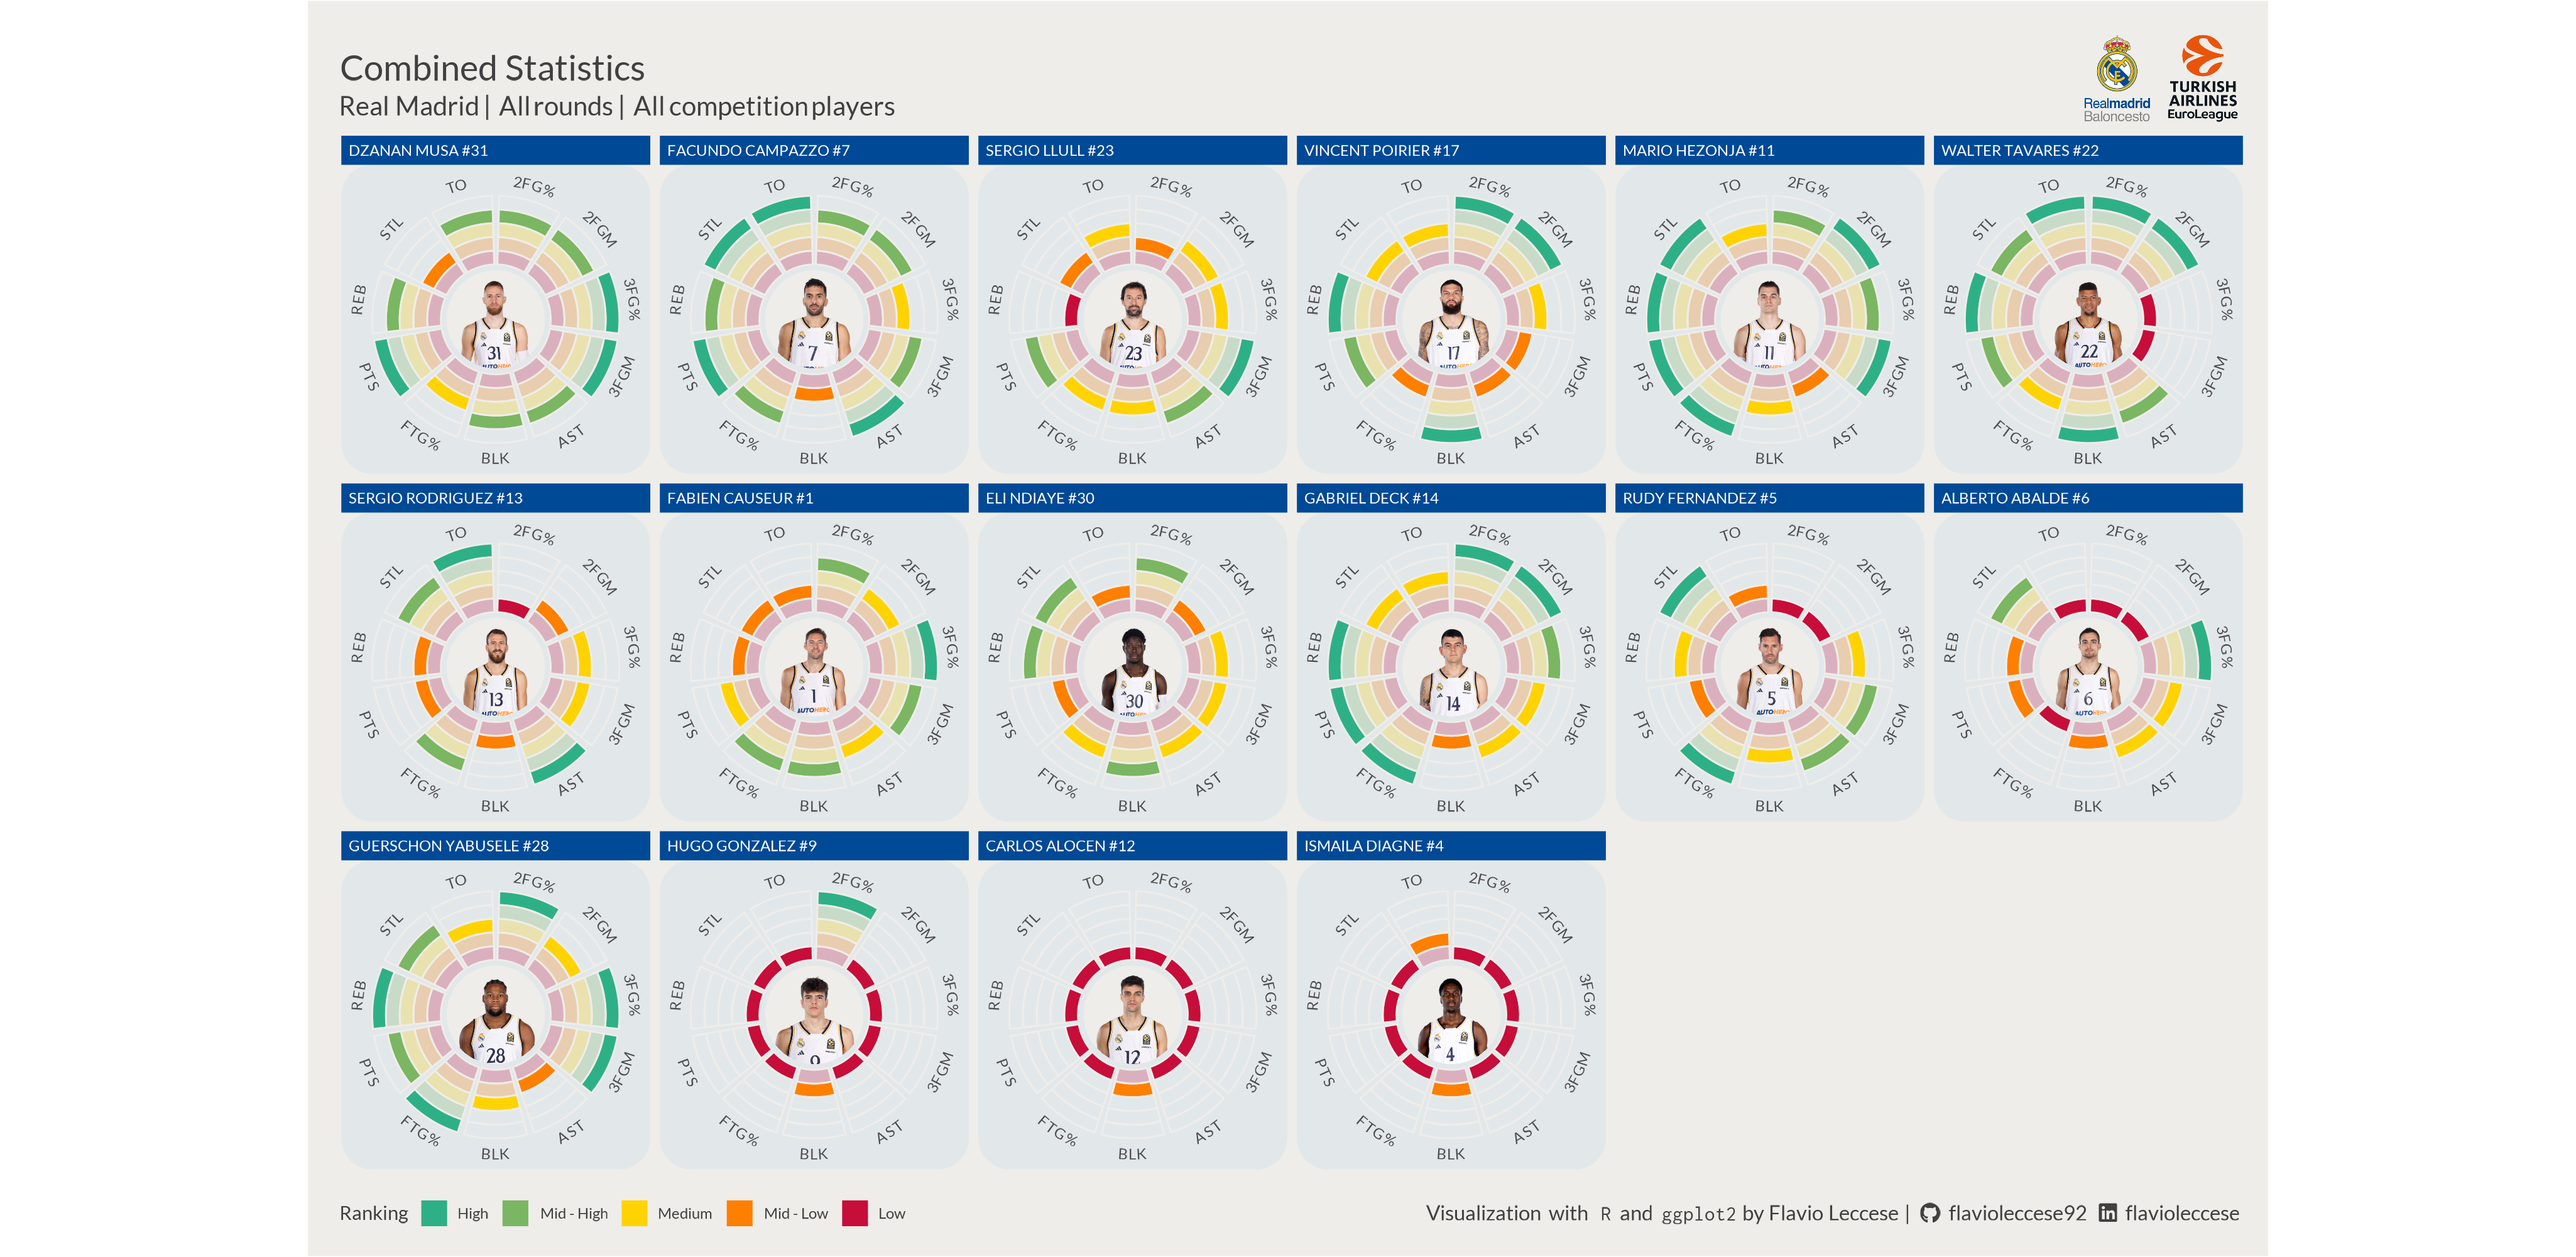 Combined Statistics
Real Madrid | All rounds | All competition players
Realmadrid
Baloncesto
TURKISH
AIRLINES
EuroLeague
DZANAN MUSA #31
TO 2FG% 2FGM 3FG% 3FGM AST BLK FTG% PTS REB STL
31
FACUNDO CAMPAZZO #7
TO 2FG% 2FGM 3FG% 3FGM AST BLK FTG% PTS REB STL
7
SERGIO LLULL #23
TO 2FG% 2FGM 3FG% 3FGM AST BLK FTG% PTS REB STL
23
VINCENT POIRIER #17
TO 2FG% 2FGM 3FG% 3FGM AST BLK FTG% PTS REB STL
17
MARIO HEZONJA #11
TO 2FG% 2FGM 3FG% 3FGM AST BLK FTG% PTS REB STL
11
WALTER TAVARES #22
TO 2FG% 2FGM 3FG% 3FGM AST BLK FTG% PTS REB STL
22
SERGIO RODRIGUEZ #13
TO 2FG% 2FGM 3FG% 3FGM AST BLK FTG% PTS REB STL
13
FABIEN CAUSEUR #1
TO 2FG% 2FGM 3FG% 3FGM AST BLK FTG% PTS REB STL
1
ELI NDIAYE #30
TO 2FG% 2FGM 3FG% 3FGM AST BLK FTG% PTS REB STL
30
GABRIEL DECK #14
TO 2FG% 2FGM 3FG% 3FGM AST BLK FTG% PTS REB STL
14
RUDY FERNANDEZ #5
TO 2FG% 2FGM 3FG% 3FGM AST BLK FTG% PTS REB STL
5
ALBERTO ABALDE #6
TO 2FG% 2FGM 3FG% 3FGM AST BLK FTG% PTS REB STL
6
GUERSCHON YABUSELE #28
TO 2FG% 2FGM 3FG% 3FGM AST BLK FTG% PTS REB STL
28
HUGO GONZALEZ #9
TO 2FG% 2FGM 3FG% 3FGM AST BLK FTG% PTS REB STL
CARLOS ALOCEN #12
TO 2FG% 2FGM 3FG% 3FGM AST BLK FTG% PTS REB STL
12
ISMAILA DIAGNE #4
TO 2FG% 2FGM 3FG% 3FGM AST BLK FTG% PTS REB STL
4
Ranking High Mid - High Medium Mid - Low Low
Visualization with R and ggplot2 by Flavio Leccese | flavioleccese92 flavioleccese